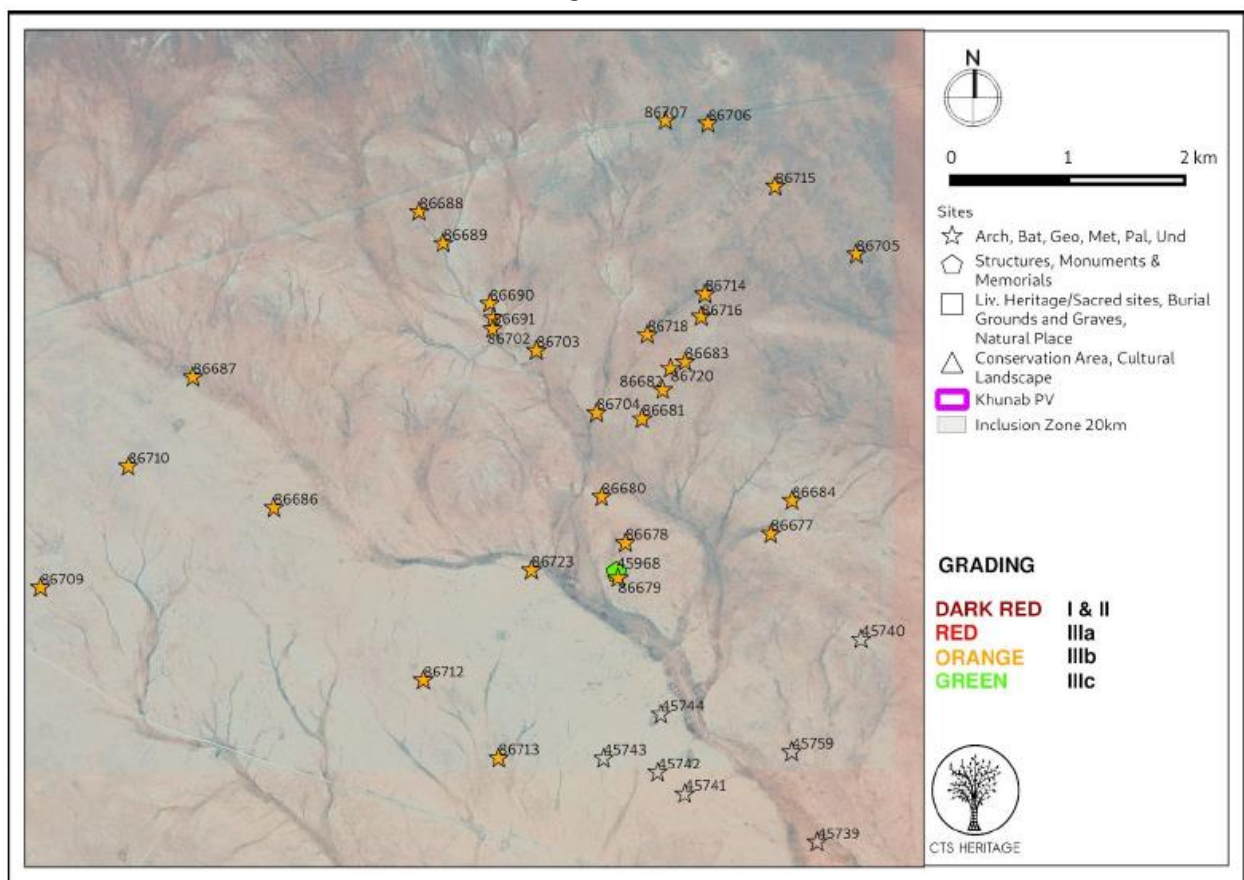 86707
86706
86715
86688
86689
86705
86690
86714
86691
86716
86702
86718
86703
86683
86687
86720
86682
86704
86681
86710
86680
86684
86686
86677
86678
86723
45968
86679
86709
45740
86712
45744
86713
45743
45759
45742
45741
45739
N
0 1 2 km
Sites
Arch, Bat, Geo, Met, Pal, Und
Structures, Monuments &
Memorials
Liv. Heritage/Sacred sites, Burial
Grounds and Graves,
Natural Place
Conservation Area, Cultural
Landscape
Khunab PV
Inclusion Zone 20km
GRADING
DARK RED I & II
RED IIIa
ORANGE IIIb
GREEN IIIc
CTS HERITAGE